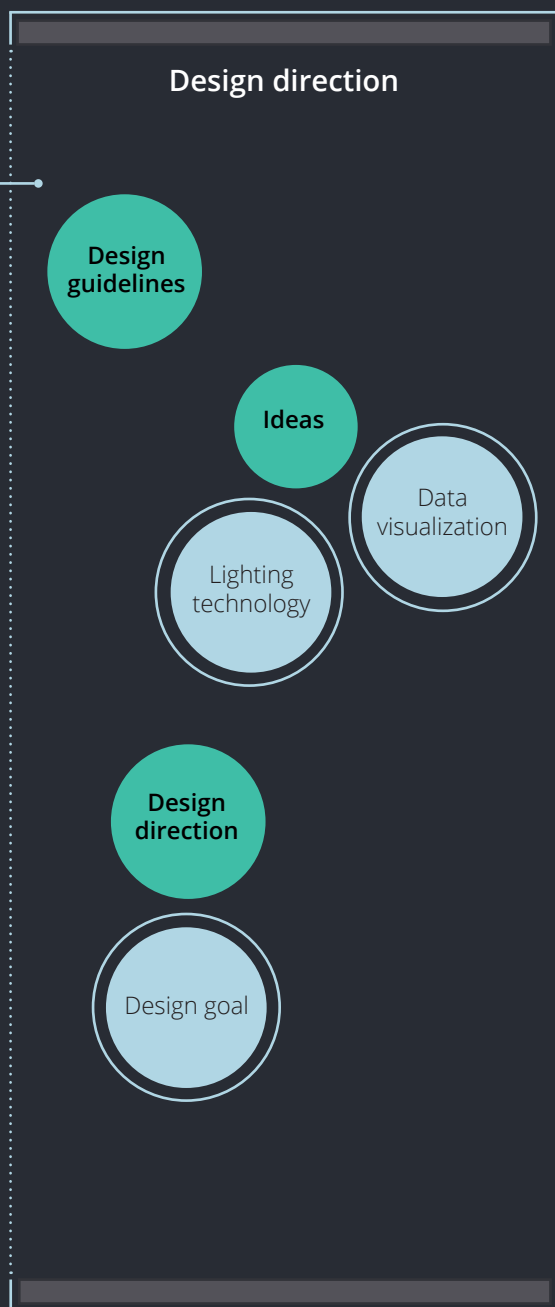 Design direction
Design
guidelines
Ideas
Data
visualization
Lighting
technology
Design
direction
Design goal